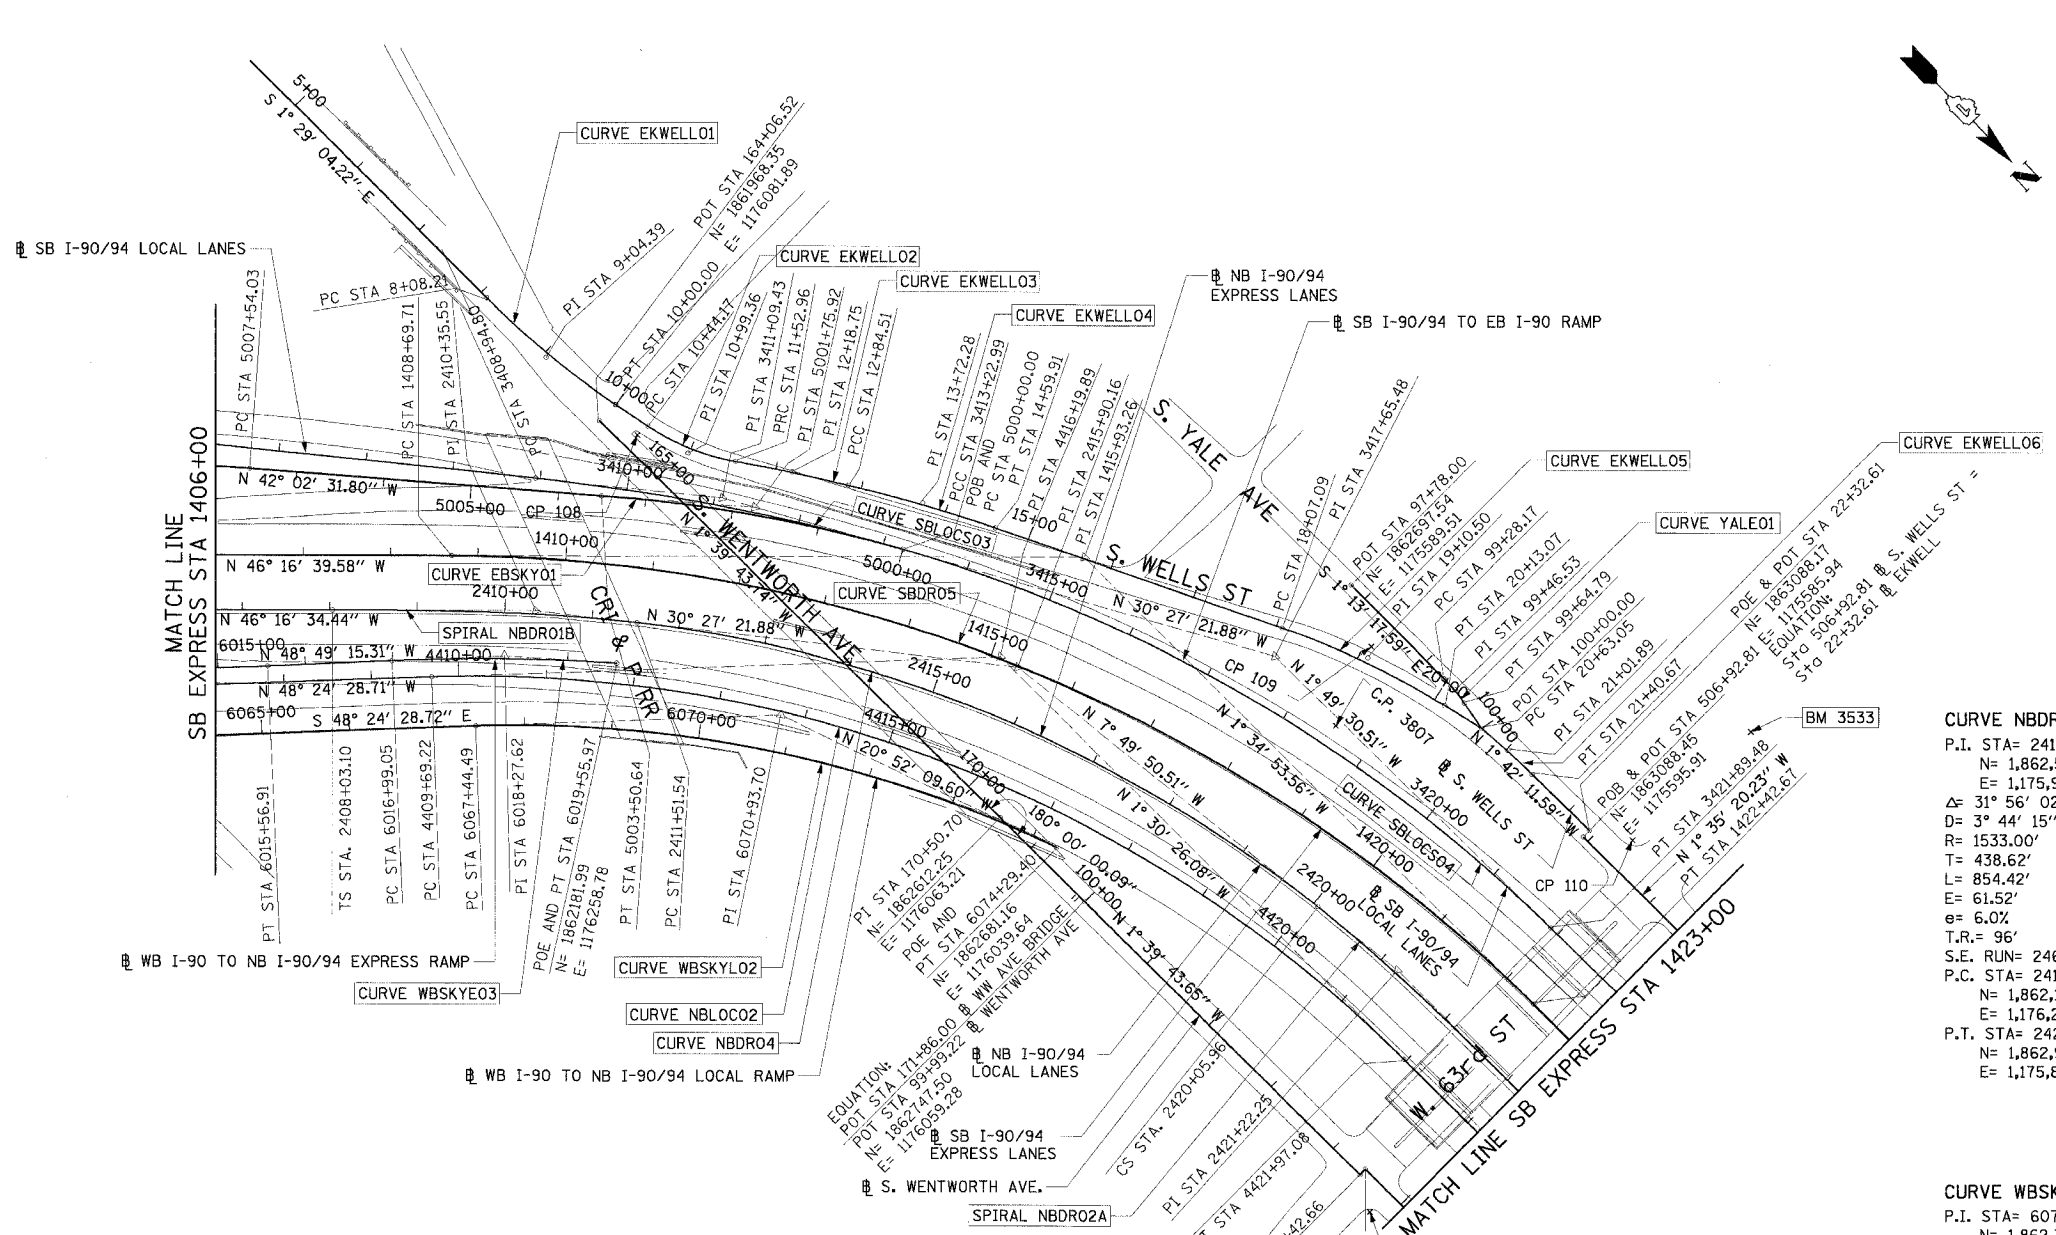 5+00
S 1° 29' 04.22" E
CURVE EKWELL01
POT STA 164+06.52
N= 1861968.35
E= 1176081.89
PI STA 9+04.39
℄ SB I-90/94 LOCAL LANES
PC STA 8+08.21
CURVE EKWELL02
CURVE EKWELL03
CURVE EKWELL04
℄ NB I-90/94
EXPRESS LANES
℄ SB I-90/94 TO EB I-90 RAMP
N
PC STA 5007+54.03
PC STA 1408+69.71
PI STA 2410+35.55
PC STA 3408+94.80
10+00
PT STA 10+00.00
PC STA 10+44.17
PI STA 10+99.36
PI STA 3411+09.43
PRC STA 11+52.96
PI STA 5001+75.92
PI STA 12+18.75
PCC STA 12+84.51
PI STA 13+72.28
PCC STA 3413+22.99
POB AND
PC STA 5000+00.00
PT STA 14+59.91
PI STA 4416+19.89
PI STA 2415+90.16
PI STA 1415+93.26
S. YALE AVE
PC STA 18+07.09
PI STA 3417+65.48
POT STA 97+78.00
N= 1862697.54
E= 1175589.51
PI STA 19+10.50
PC STA 99+28.17
PT STA 20+13.07
PI STA 99+46.53
PT STA 99+64.79
POT STA 100+00.00
PC STA 20+63.05
PI STA 21+01.89
PT STA 21+40.67
CURVE EKWELL05
CURVE YALE01
CURVE EKWELL06
POE & POT STA 22+32.61
N= 1863088.17
E= 1175585.94
EQUATION:
Sta 506+92.81 ℄ S. WELLS ST =
Sta 22+32.61 ℄ EKWELL
POB & POT STA 506+92.81
N= 1863088.45
E= 1175595.91
BM 3533
PT STA 3421+89.48
N 1° 35' 20.23" W
PT STA 1422+42.67
MATCH LINE
SB EXPRESS STA 1406+00
N 42° 02' 31.80" W
5005+00
CP 108
1410+00
3410+00
165+00
S. WENTWORTH AVE
N 1° 39' 43.74" W
CURVE SBLOCS03
15+00
S. WELLS ST
5000+00
3415+00
N 30° 27' 21.88" W
S 1° 13' 17.59" E
20+00
100+00
N 46° 16' 39.58" W
CURVE EBSKY01
2410+00
CRI & P RR
CURVE SBDR05
N 30° 27' 21.88" W
1415+00
N 46° 16' 34.44" W
SPIRAL NBDR01B
6015+00
N 48° 49' 15.31" W
4410+00
2415+00
CP 109
N 1° 49' 30.51" W
C.P. 3807
℄ S. WELLS ST
N 1° 42' 11.59" W
N 48° 24' 28.71" W
6065+00
S 48° 24' 28.72" E
6070+00
4415+00
N 20° 52' 09.60" W
170+00
N 7° 49' 50.51" W
N 1° 34' 53.56" W
3420+00
CURVE SBLOCS04
1420+00
N 1° 30' 26.08" W
180° 00' 00.09"
100+00
2420+00
℄ SB I-90/94
LOCAL LANES
CP 110
4420+00
N 1° 39' 43.65" W
PT STA 6015+56.91
TS STA. 2408+03.10
PC STA 6016+99.05
PC STA 4409+69.22
PC STA 6067+44.49
PI STA 6018+27.62
POE AND PT STA 6019+55.97
N= 1862181.99
E= 1176258.78
PT STA 5003+50.64
PC STA 2411+51.54
PI STA 6070+93.70
PI STA 170+50.70
N= 1862612.25
E= 1176063.21
POE AND
PT STA 6074+29.40
N= 1862681.16
E= 1176039.64
EQUATION:
POT STA 171+86.00 ℄ WW AVE BRIDGE =
POT STA 99+99.22 ℄ WENTWORTH AVE
N= 1862747.50
E= 1176059.28
℄ WB I-90 TO NB I-90/94 EXPRESS RAMP
CURVE WBSKYE03
CURVE WBSKYL02
CURVE NBLOC02
CURVE NBDR04
℄ WB I-90 TO NB I-90/94 LOCAL RAMP
℄ NB I-90/94
LOCAL LANES
℄ SB I-90/94
EXPRESS LANES
℄ S. WENTWORTH AVE.
SPIRAL NBDR02A
CS STA. 2420+05.96
PI STA 2421+22.25
ST STA 4421+97.08
+42.66
W. 63rd ST
MATCH LINE SB EXPRESS STA 1423+00
CURVE NBDR
P.I. STA= 241
N= 1,862,
E= 1,175,9
Δ= 31° 56' 02
D= 3° 44' 15"
R= 1533.00'
T= 438.62'
L= 854.42'
E= 61.52'
e= 6.0%
T.R.= 96'
S.E. RUN= 246
P.C. STA= 241
N= 1,862,
E= 1,176,2
P.T. STA= 242
N= 1,862,9
E= 1,175,8
CURVE WBSK
P.I. STA= 607